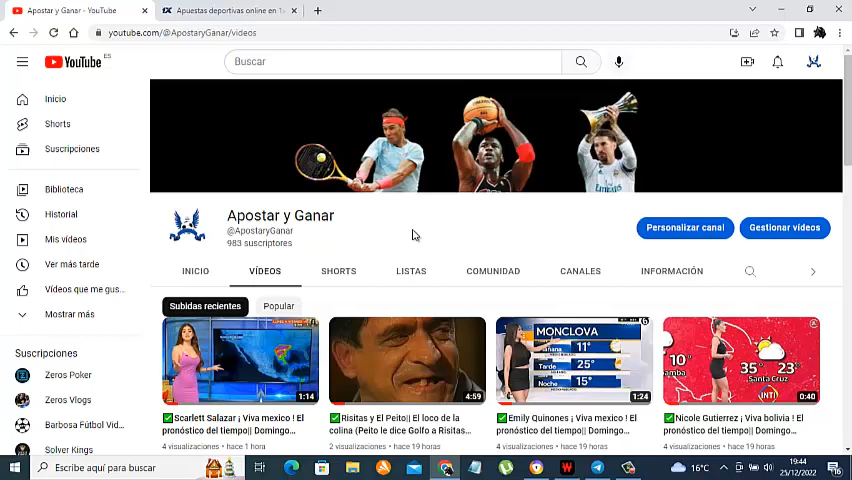 Apostar y Ganar - YouTube
Apuestas deportivas online en 1x
youtube.com/@ApostaryGanar/videos
YouTube ES
Buscar
Inicio
Shorts
Suscripciones
Biblioteca
Historial
Mis vídeos
Ver más tarde
Vídeos que me gus...
Mostrar más
Suscripciones
Zeros Poker
Zeros Vlogs
Barbosa Fútbol Vid...
Solver Kings
Apostar y Ganar
@ApostaryGanar
983 suscriptores
Personalizar canal
Gestionar vídeos
INICIO
VÍDEOS
SHORTS
LISTAS
COMUNIDAD
CANALES
INFORMACIÓN
Subidas recientes
Popular
1:14
4:59
MONCLOVA
Mañana 11°
Tarde 25°
Noche 15°
1:24
10°
35° 23°
Santa Cruz
INTI
0:40
Scarlett Salazar ¡ Viva mexico ! El
pronóstico del tiempo|| Domingo...
4 visualizaciones · hace 1 hora
Risitas y El Peito|| El loco de la
colina (Peito le dice Golfo a Risitas...
2 visualizaciones · hace 19 horas
Emily Quinones ¡ Viva mexico ! El
pronóstico del tiempo|| Domingo...
4 visualizaciones · hace 19 horas
Nicole Gutierrez ¡ Viva bolivia ! El
pronóstico del tiempo|| Domingo...
4 visualizaciones · hace 19 horas
Escribe aquí para buscar
16°C
19:44
25/12/2022
16